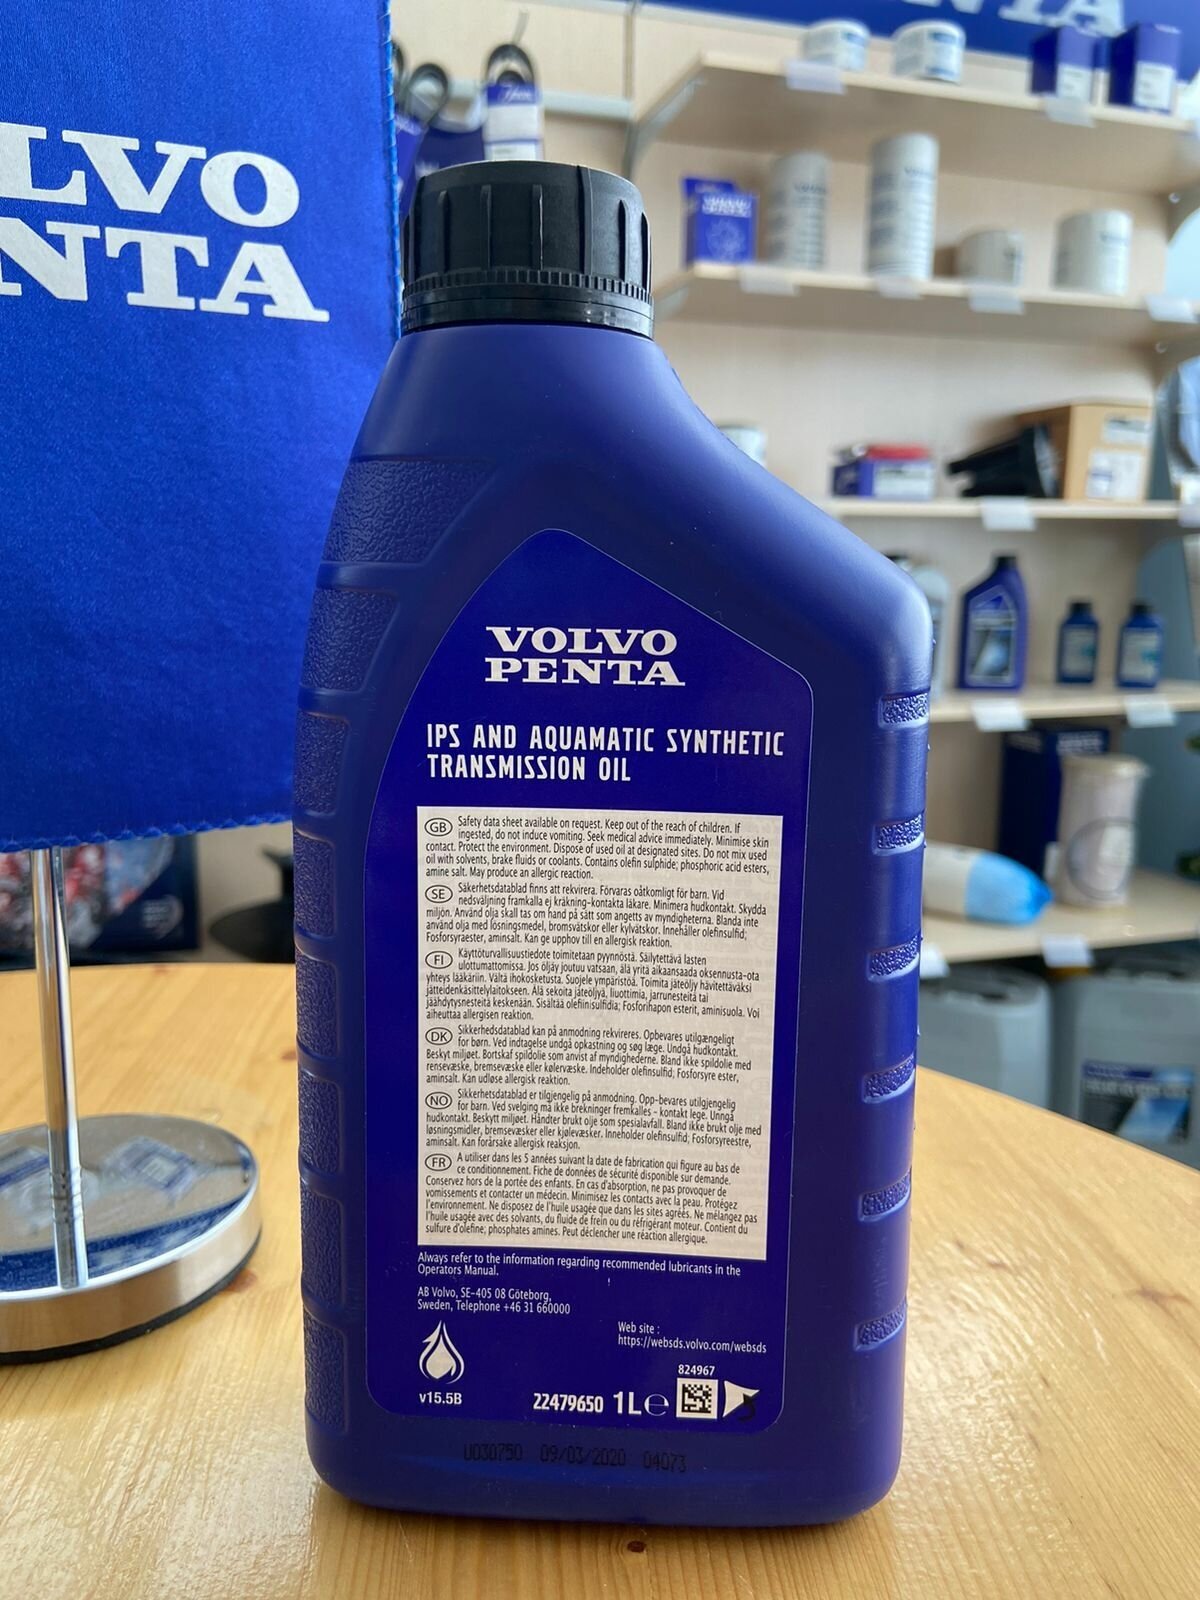 LVO
NTA
VOLVO
PENTA
IPS AND AQUAMATIC SYNTHETIC
TRANSMISSION OIL
GB Safety data sheet available on request. Keep out of the reach of children. If
ingested, do not induce vomiting. Seek medical advice immediately. Minimise skin
contact. Protect the environment. Dispose of used oil at designated sites. Do not mix used
oil with solvents, brake fluids or coolants. Contains olefin sulphide; phosphoric acid esters,
amine salt. May produce an allergic reaction.
SE Säkerhetsdatablad finns att rekvirera. Förvaras oåtkomligt för barn. Vid
nedsväljning framkalla ej kräkning-kontakta läkare. Minimera hudkontakt. Skydda
miljön. Använd olja skall tas om hand på sätt som angetts av myndigheterna. Blanda inte
använd olja med lösningsmedel, bromsvätskor eller kylvätskor. Innehåller olefinsulfid;
Fosforsyraester, aminsalt. Kan ge upphov till en allergisk reaktion.
FI Käyttöturvallisuustiedote toimitetaan pyynnöstä. Säilytettävä lasten
ulottumattomissa. Jos öljyä joutuu vatsaan, älä yritä aikaansaada oksennusta-ota
yhteys lääkäriin. Vältä ihokosketusta. Suojele ympäristöä. Toimita jäteöljy hävitettäväksi
jätteidenkäsittelylaitokseen. Älä sekoita jäteöljyä, liuottimia, jarrunesteitä tai
jäähdytysnesteitä keskenään. Sisältää olefiinisulfidia; Fosforihapon esterit, aminisuola. Voi
aiheuttaa allergisen reaktion.
DK Sikkerhedsdatablad kan på anmodning rekvireres. Opbevares utilgængeligt
for børn. Ved indtagelse undgå opkastning og søg læge. Undgå hudkontakt.
Beskyt miljøet. Bortskaf spildolie som anvist af myndighederne. Bland ikke spildolie med
rensevæske, bremsevæske eller kølervæske. Indeholder olefinsulfid; Fosforsyre ester,
aminsalt. Kan udløse allergisk reaktion.
NO Sikkerhetsdatablad er tilgjengelig på anmodning. Opp-bevares utilgjengelig
for barn. Ved svelging må ikke brekninger fremkalles - kontakt lege. Unngå
hudkontakt. Beskytt miljøet. Håndter brukt olje som spesialavfall. Bland ikke brukt olje med
løsningsmidler, bremsevæsker eller kjølevæsker. Inneholder olefinsulfid; Fosforsyreestre,
aminsalt. Kan forårsake allergisk reaksjon.
FR A utiliser dans les 5 années suivant la date de fabrication qui figure au bas de
ce conditionnement. Fiche de données de sécurité disponible sur demande.
Conservez hors de la portée des enfants. En cas d'absorption, ne pas provoquer de
vomissements et contacter un médecin. Minimisez les contacts avec la peau. Protégez
l'environnement. Ne disposez de l'huile usagée que dans les sites agréés. Ne mélangez pas
l'huile usagée avec des solvants, du fluide de frein ou du réfrigérant moteur. Contient du
sulfure d'oléfine; phosphates amines. Peut déclencher une réaction allergique.
Always refer to the information regarding recommended lubricants in the
Operators Manual.
AB Volvo, SE-405 08 Göteborg,
Sweden, Telephone +46 31 660000
Web site :
https://websds.volvo.com/websds
824967
v15.5B
22479650 1L e
U030750 09/03/2020 04073